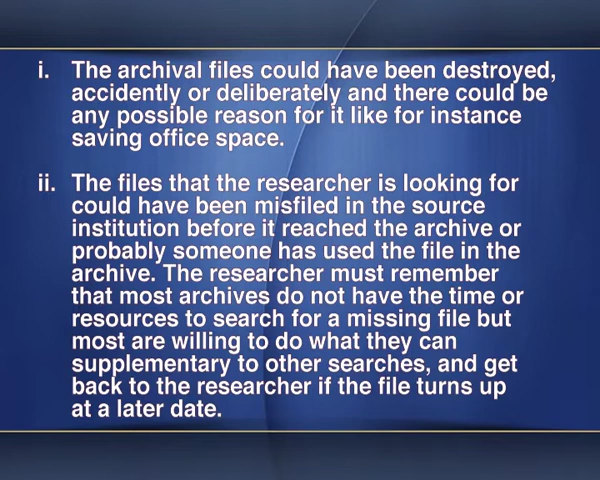 i. The archival files could have been destroyed,
accidently or deliberately and there could be
any possible reason for it like for instance
saving office space.
ii. The files that the researcher is looking for
could have been misfiled in the source
institution before it reached the archive or
probably someone has used the file in the
archive. The researcher must remember
that most archives do not have the time or
resources to search for a missing file but
most are willing to do what they can
supplementary to other searches, and get
back to the researcher if the file turns up
at a later date.